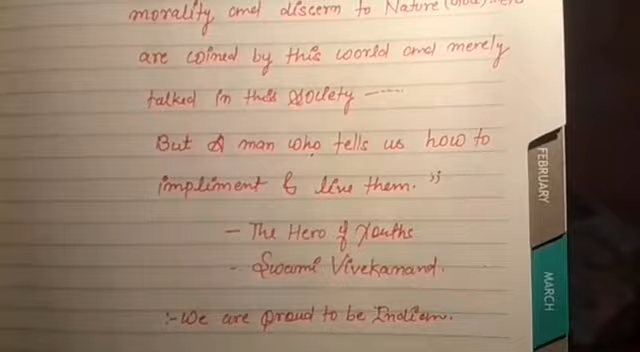 morality and discern to Nature
are coined by this world and merely
talked in this society -----
But A man who tells us how to
impliment & live them."
- The Hero of Youths
- Swami Vivekanand.
:- We are proud to be Indian.
FEBRUARY
MARCH